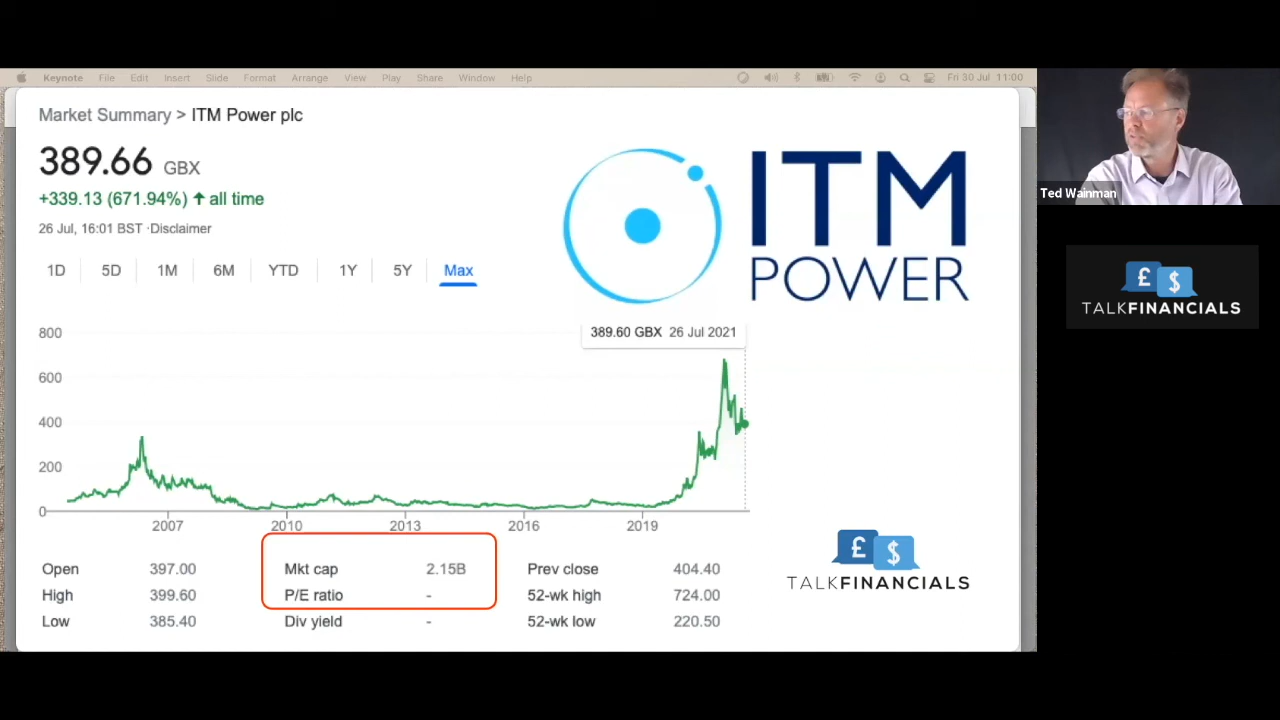 Keynote File Edit Insert Slide Format Arrange View Play Share Window Help Fri 30 Jul 11:00
Market Summary > ITM Power plc
389.66 GBX
+339.13 (671.94%) ↑ all time
26 Jul, 16:01 BST ·Disclaimer
1D 5D 1M 6M YTD 1Y 5Y Max
ITM
POWER
389.60 GBX 26 Jul 2021
800
600
400
200
0
2007 2010 2013 2016 2019
Open 397.00 Mkt cap 2.15B Prev close 404.40
High 399.60 P/E ratio - 52-wk high 724.00
Low 385.40 Div yield - 52-wk low 220.50
£ $
TALKFINANCIALS
Ted Wainman
£ $
TALKFINANCIALS